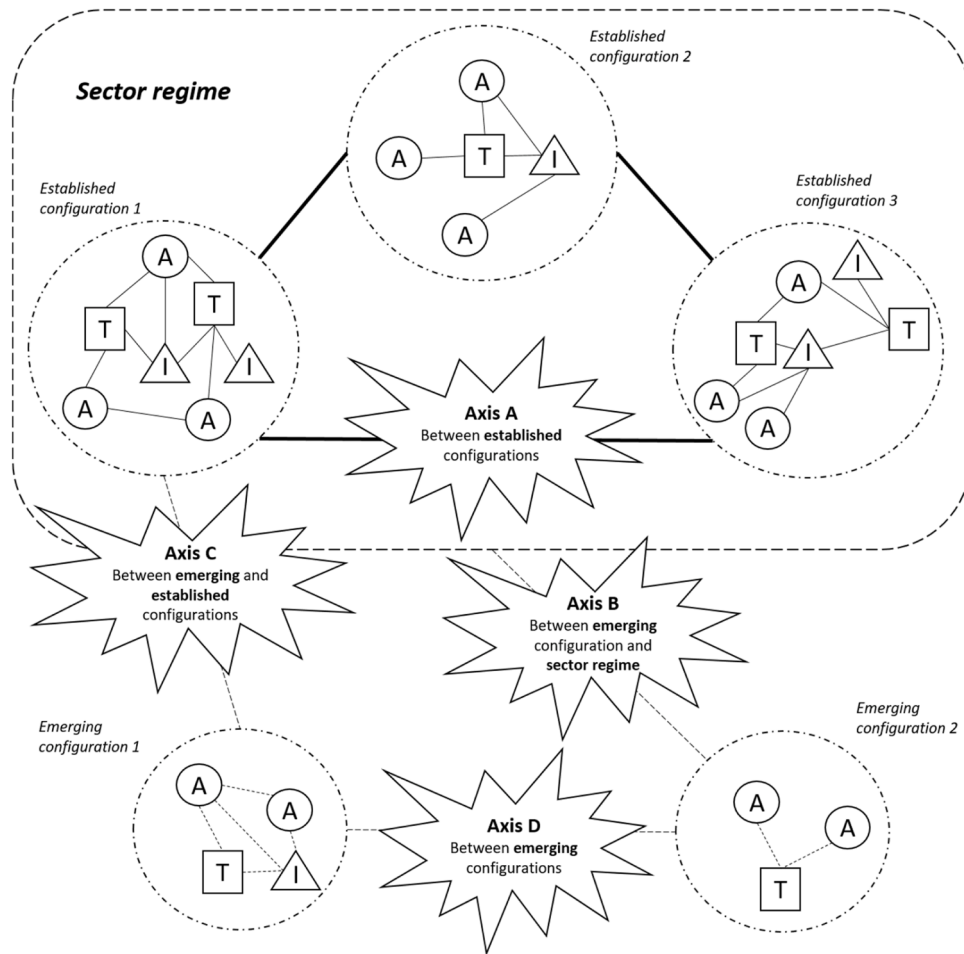 Established
configuration 2
Sector regime
A
A
T
I
A
Established
configuration 1
A
T
T
I
I
A
A
Established
configuration 3
I
A
T
T
I
A
A
Axis A
Between established
configurations
Axis C
Between emerging and
established
configurations
Axis B
Between emerging
configuration and
sector regime
Emerging
configuration 1
A
A
T
I
Axis D
Between emerging
configurations
Emerging
configuration 2
A
A
T